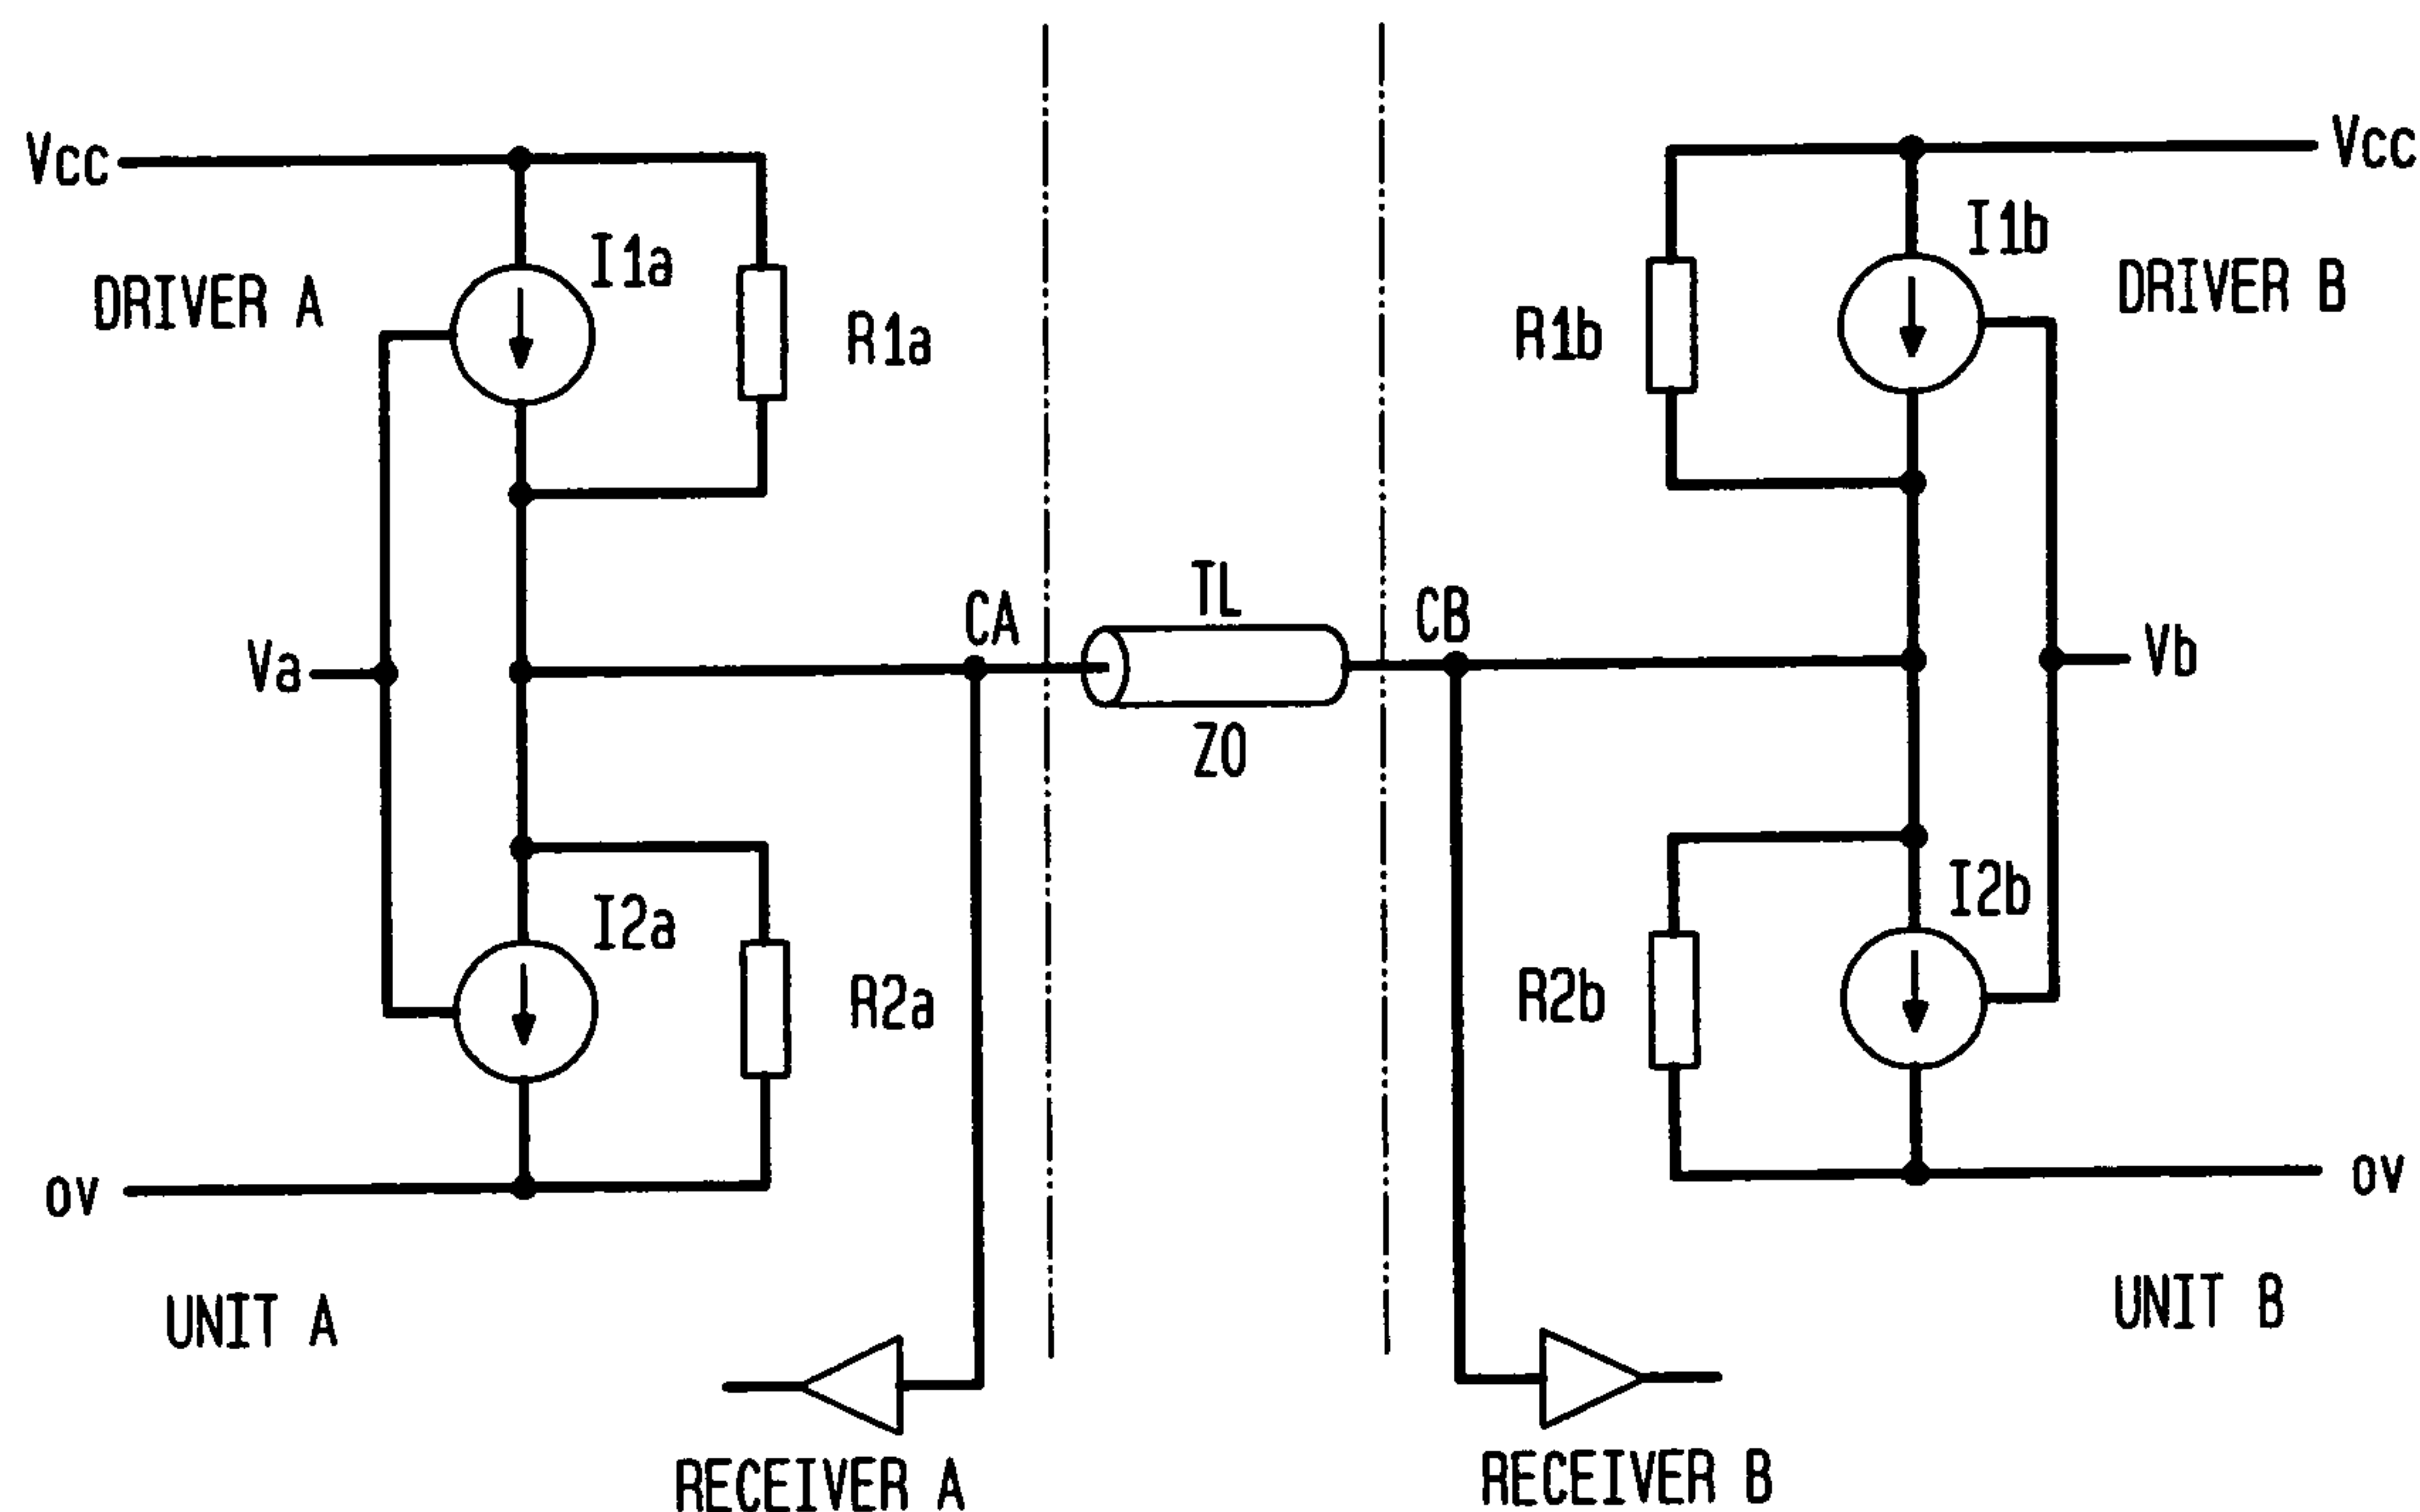 Vcc
Vcc
I1b
I1a
DRIVER A
DRIVER B
R1a
R1b
TL
CA
CB
Va
Vb
Z0
I2b
I2a
R2a
R2b
0V
0V
UNIT A
UNIT B
RECEIVER A
RECEIVER B